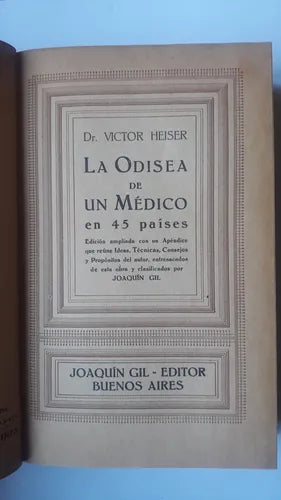 Dr. VICTOR HEISER
LA ODISEA
DE
UN MÉDICO
en 45 países
Edición ampliada con un Apéndice
que reúne Ideas, Técnicas, Consejos
y Propósitos del autor, entresacados
de esta obra y clasificados por
JOAQUÍN GIL
JOAQUÍN GIL - EDITOR
BUENOS AIRES